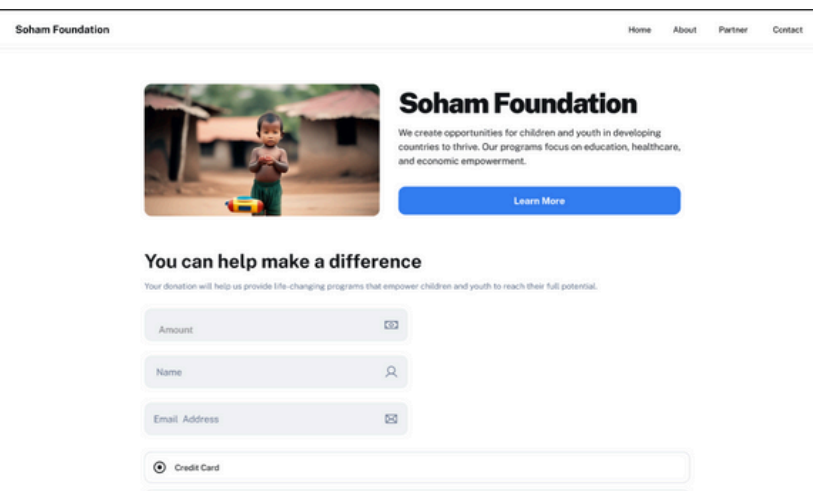 Soham Foundation
Home About Partner Contact
Soham Foundation
We create opportunities for children and youth in developing
countries to thrive. Our programs focus on education, healthcare,
and economic empowerment.
Learn More
You can help make a difference
Your donation will help us provide life-changing programs that empower children and youth to reach their full potential.
Amount
Name
Email Address
Credit Card